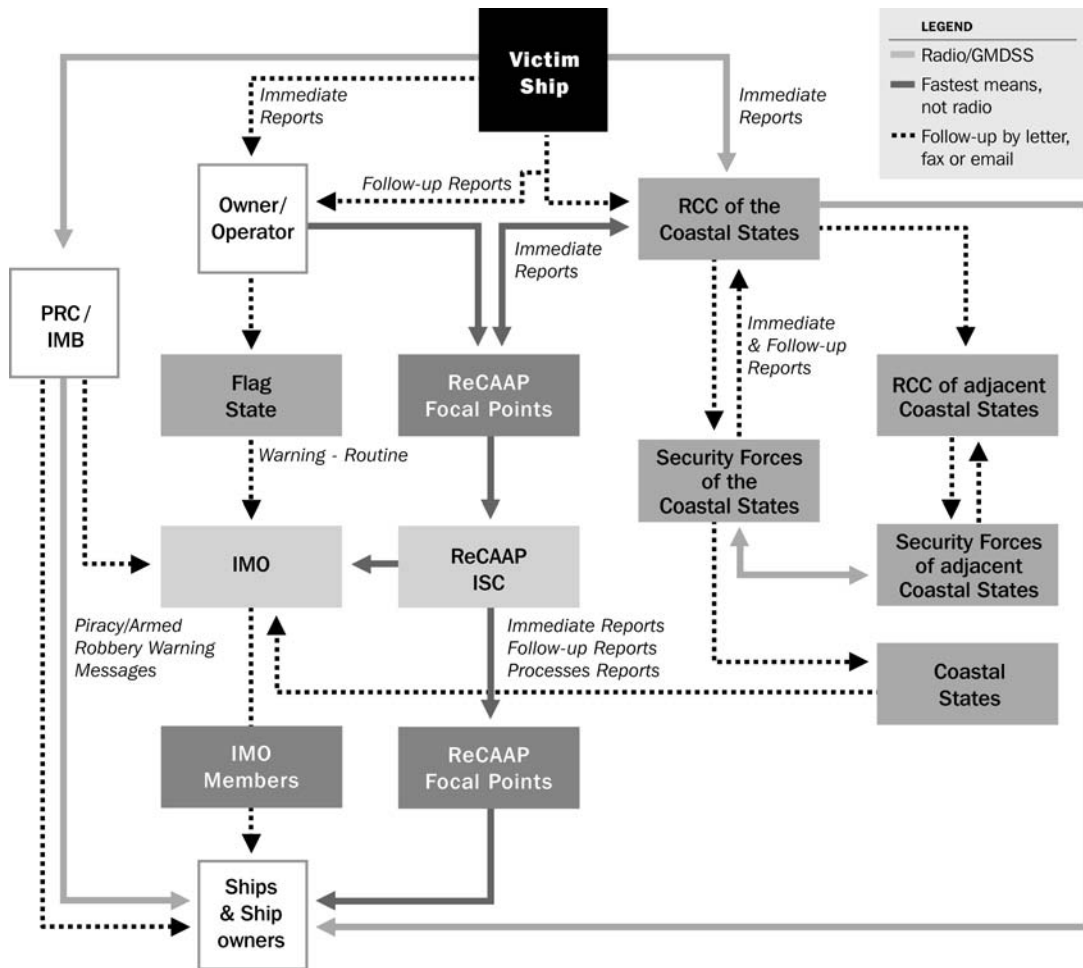 LEGEND
Radio/GMDSS
Fastest means,
not radio
Follow-up by letter,
fax or email
Victim
Ship
Immediate
Reports
Immediate
Reports
Follow-up Reports
Owner/
Operator
RCC of the
Coastal States
Immediate
Reports
PRC/
IMB
Immediate
& Follow-up
Reports
Flag
State
ReCAAP
Focal Points
RCC of adjacent
Coastal States
Warning - Routine
Security Forces
of the
Coastal States
IMO
ReCAAP
ISC
Security Forces
of adjacent
Coastal States
Piracy/Armed
Robbery Warning
Messages
Immediate Reports
Follow-up Reports
Processes Reports
Coastal
States
IMO
Members
ReCAAP
Focal Points
Ships
& Ship
owners